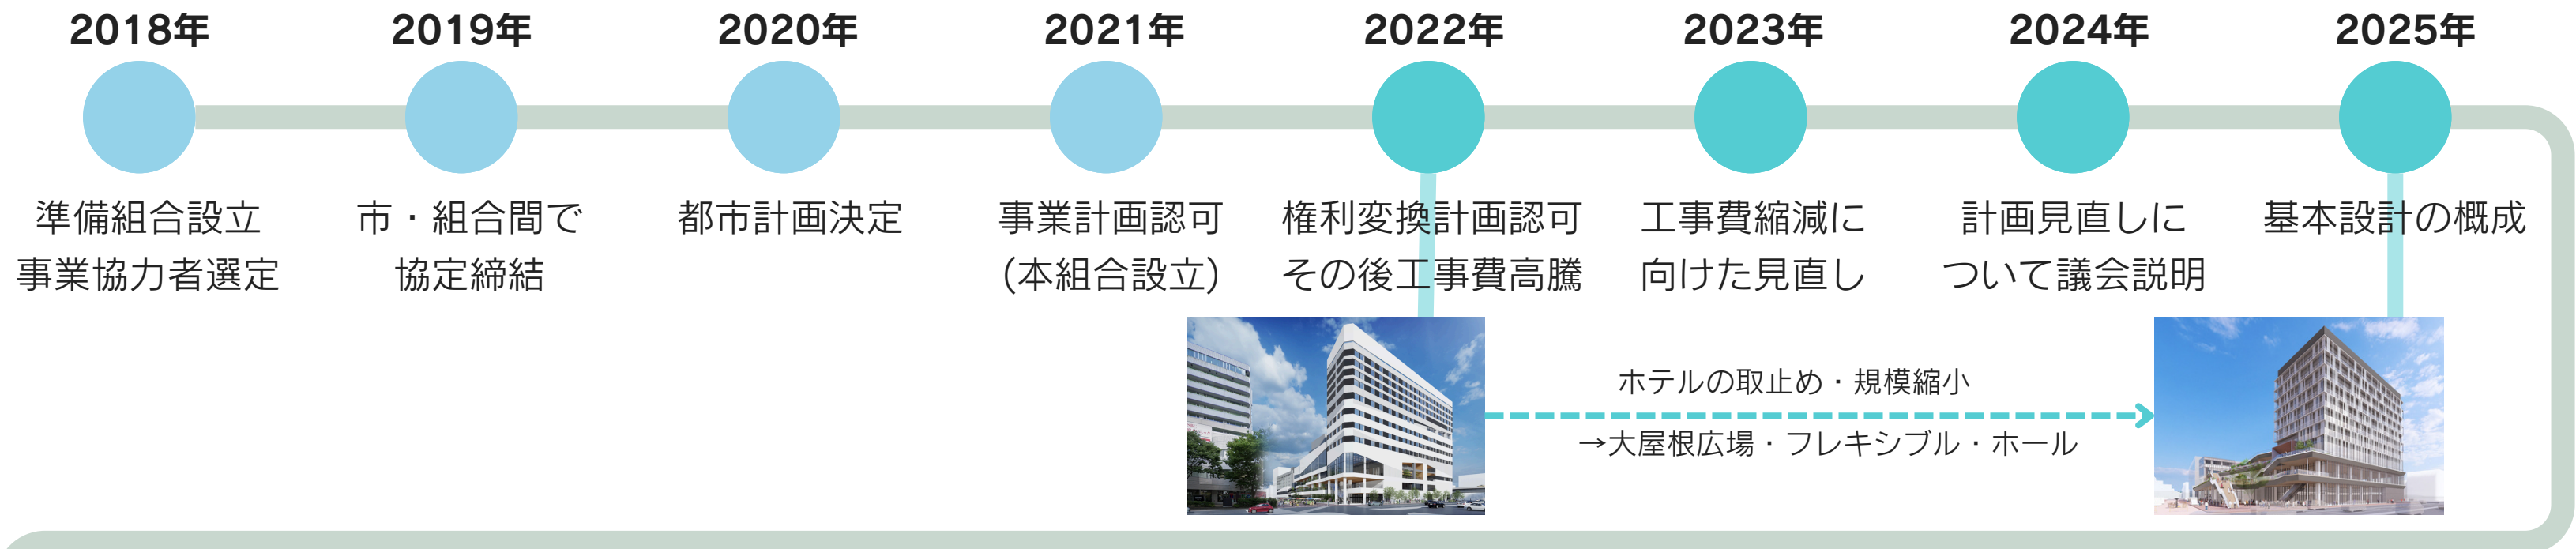 2018年
2019年
2020年
2021年
2022年
2023年
2024年
2025年
準備組合設立
事業協力者選定
市・組合間で
協定締結
都市計画決定
事業計画認可
(本組合設立)
権利変換計画認可
その後工事費高騰
工事費縮減に
向けた見直し
計画見直しに
ついて議会説明
基本設計の概成
ホテルの取止め・規模縮小
→大屋根広場・フレキシブル・ホール